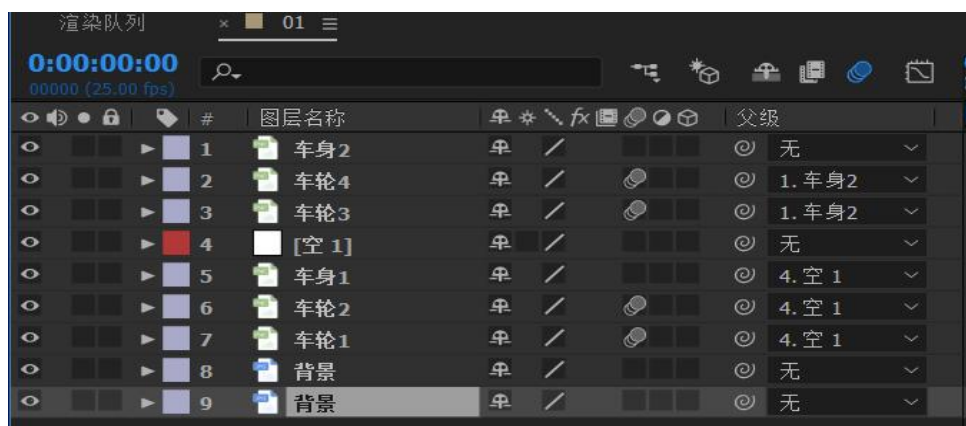 渲染队列 × 01 ≡
0:00:00:00
00000 (25.00 fps)
# 图层名称 fx 父级
1 车身2 无
2 车轮4 1. 车身2
3 车轮3 1. 车身2
4 [空 1] 无
5 车身1 4. 空 1
6 车轮2 4. 空 1
7 车轮1 4. 空 1
8 背景 无
9 背景 无